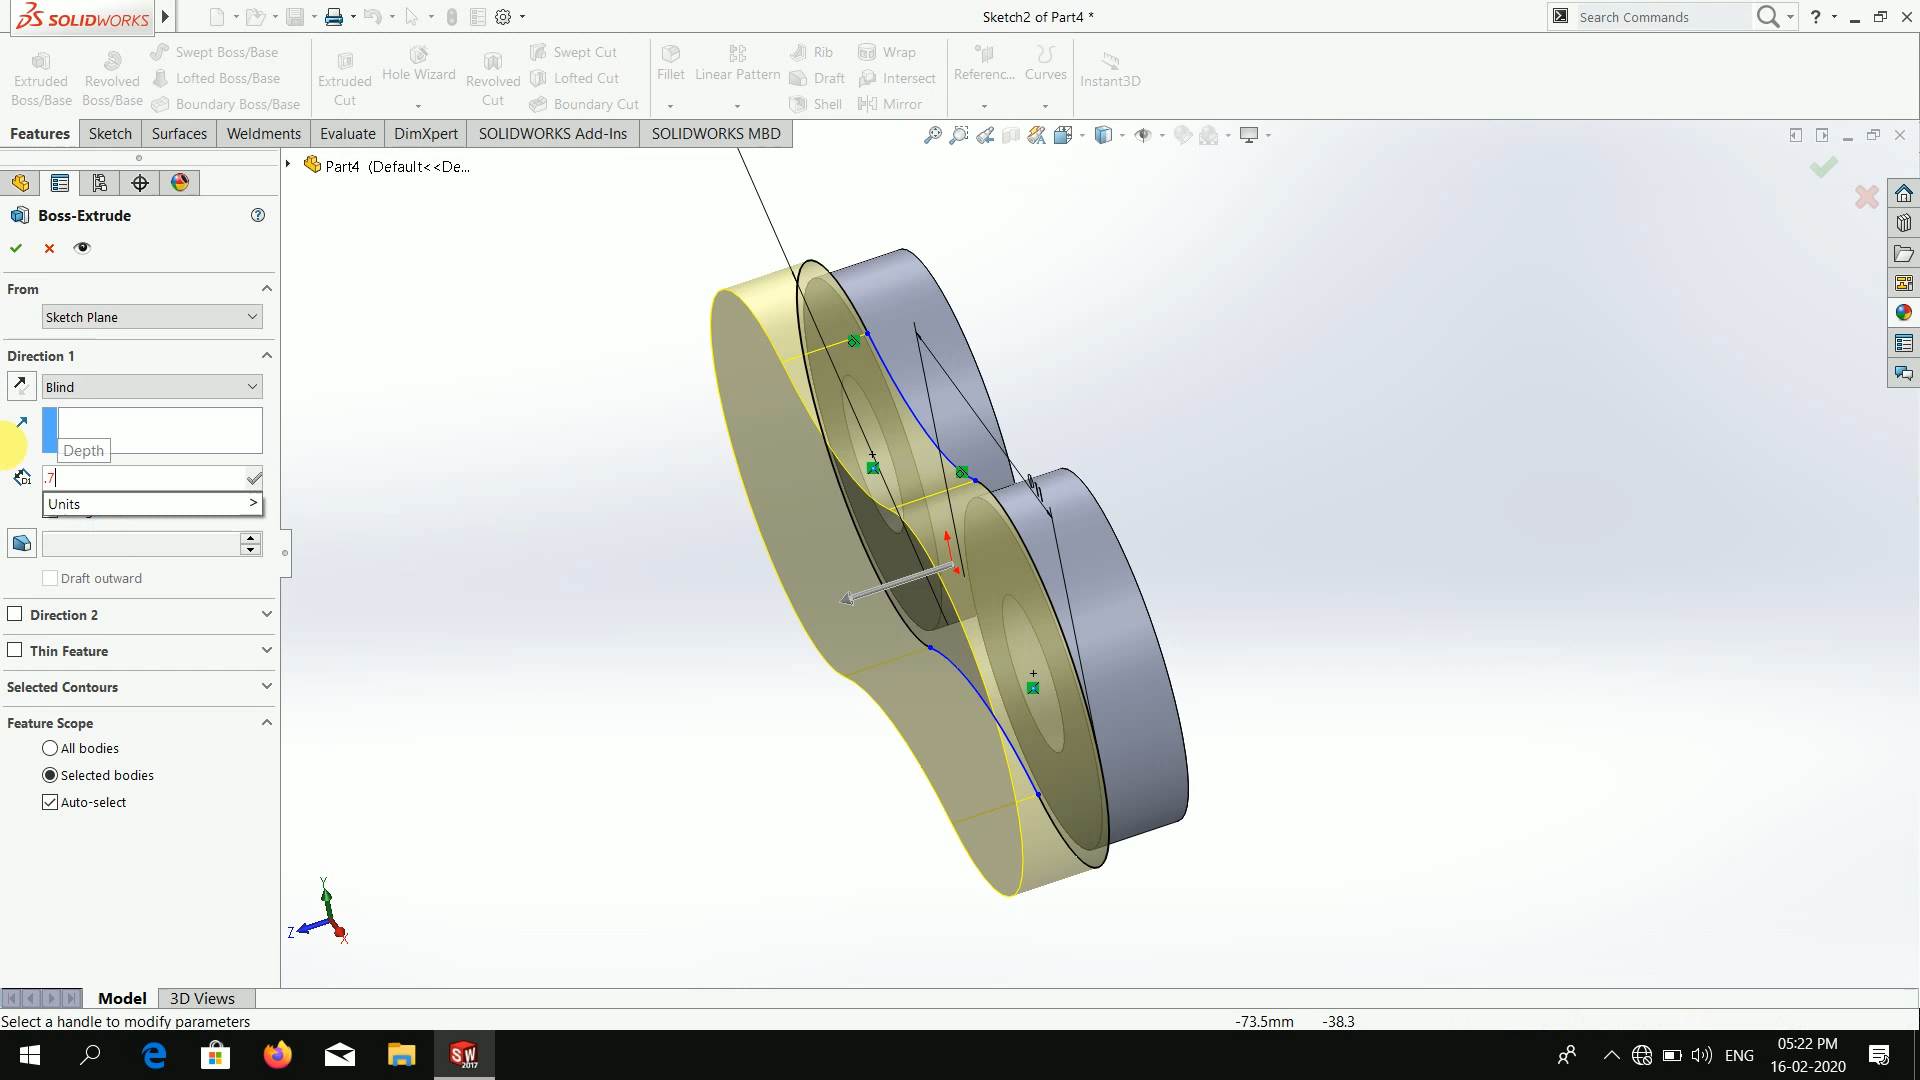 SOLIDWORKS
Sketch2 of Part4 *
Search Commands
Extruded Boss/Base
Revolved Boss/Base
Swept Boss/Base
Lofted Boss/Base
Boundary Boss/Base
Extruded Cut
Hole Wizard
Revolved Cut
Swept Cut
Lofted Cut
Boundary Cut
Fillet
Linear Pattern
Rib
Draft
Shell
Wrap
Intersect
Mirror
Referenc...
Curves
Instant3D
Features
Sketch
Surfaces
Weldments
Evaluate
DimXpert
SOLIDWORKS Add-Ins
SOLIDWORKS MBD
Part4 (Default<<De...
Boss-Extrude
From
Sketch Plane
Direction 1
Blind
Depth
D1
.7
Units >
Draft outward
Direction 2
Thin Feature
Selected Contours
Feature Scope
All bodies
Selected bodies
Auto-select
Y
Z
X
Model
3D Views
Select a handle to modify parameters
-73.5mm
-38.3
SW
2017
ENG
05:22 PM
16-02-2020